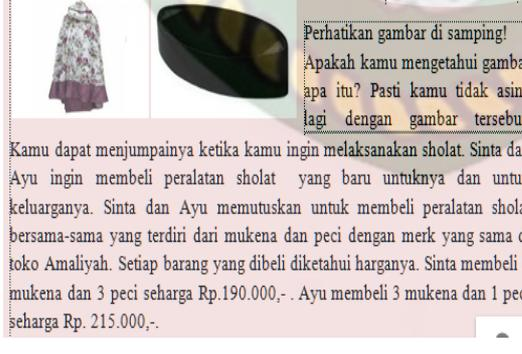 Perhatikan gambar di samping!
Apakah kamu mengetahui gamba
apa itu? Pasti kamu tidak asin
lagi dengan gambar tersebu
Kamu dapat menjumpainya ketika kamu ingin melaksanakan sholat. Sinta da
Ayu ingin membeli peralatan sholat yang baru untuknya dan untu
keluarganya. Sinta dan Ayu memutuskan untuk membeli peralatan shola
bersama-sama yang terdiri dari mukena dan peci dengan merk yang sama d
toko Amaliyah. Setiap barang yang dibeli diketahui harganya. Sinta membeli
mukena dan 3 peci seharga Rp.190.000,- . Ayu membeli 3 mukena dan 1 pec
seharga Rp. 215.000,-.